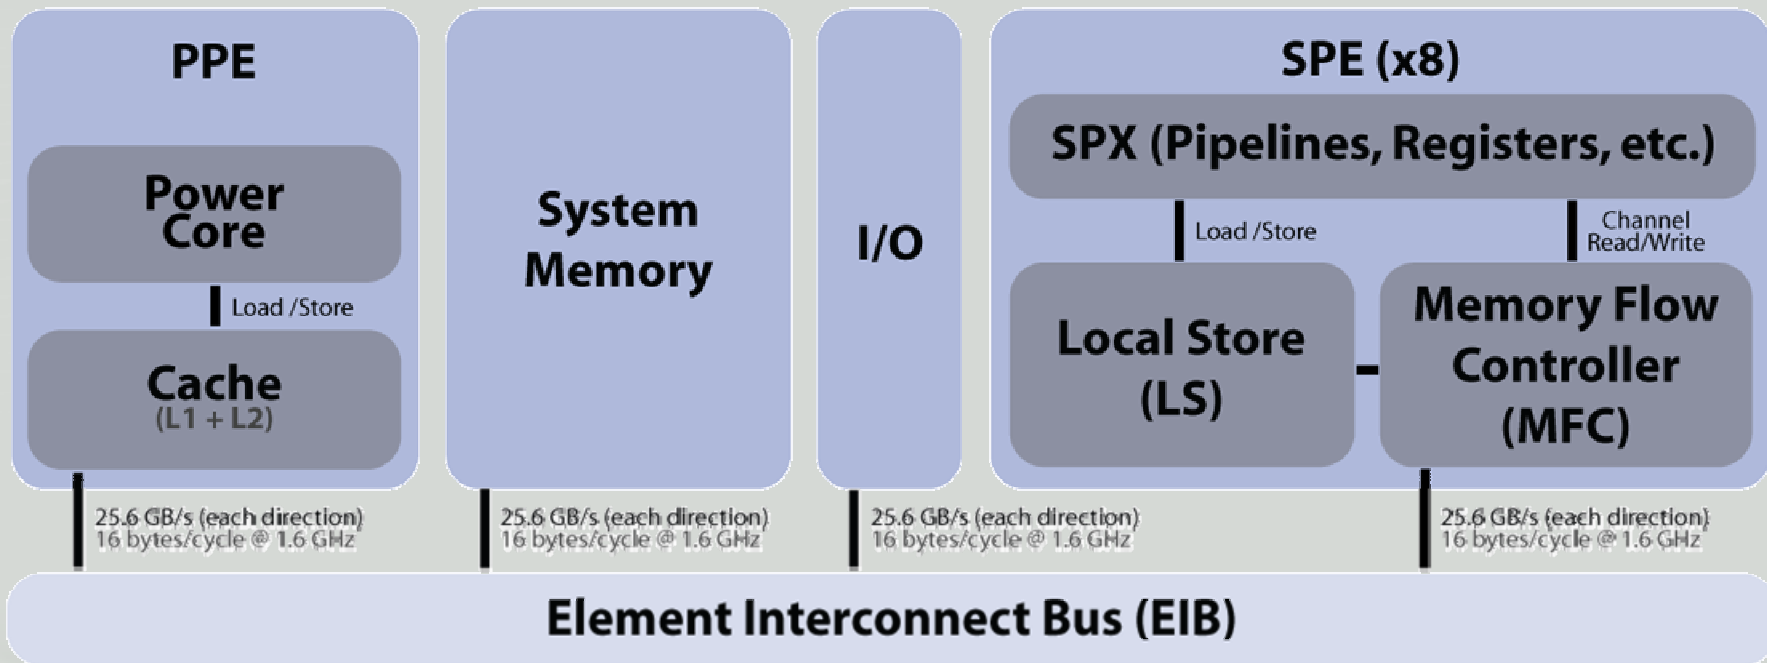 PPE
Power
Core
Load /Store
Cache
(L1 + L2)
System
Memory
I/O
SPE (x8)
SPX (Pipelines, Registers, etc.)
Load /Store
Channel
Read/Write
Local Store
(LS)
Memory Flow
Controller
(MFC)
25.6 GB/s (each direction)
16 bytes/cycle @ 1.6 GHz
25.6 GB/s (each direction)
16 bytes/cycle @ 1.6 GHz
25.6 GB/s (each direction)
16 bytes/cycle @ 1.6 GHz
25.6 GB/s (each direction)
16 bytes/cycle @ 1.6 GHz
Element Interconnect Bus (EIB)